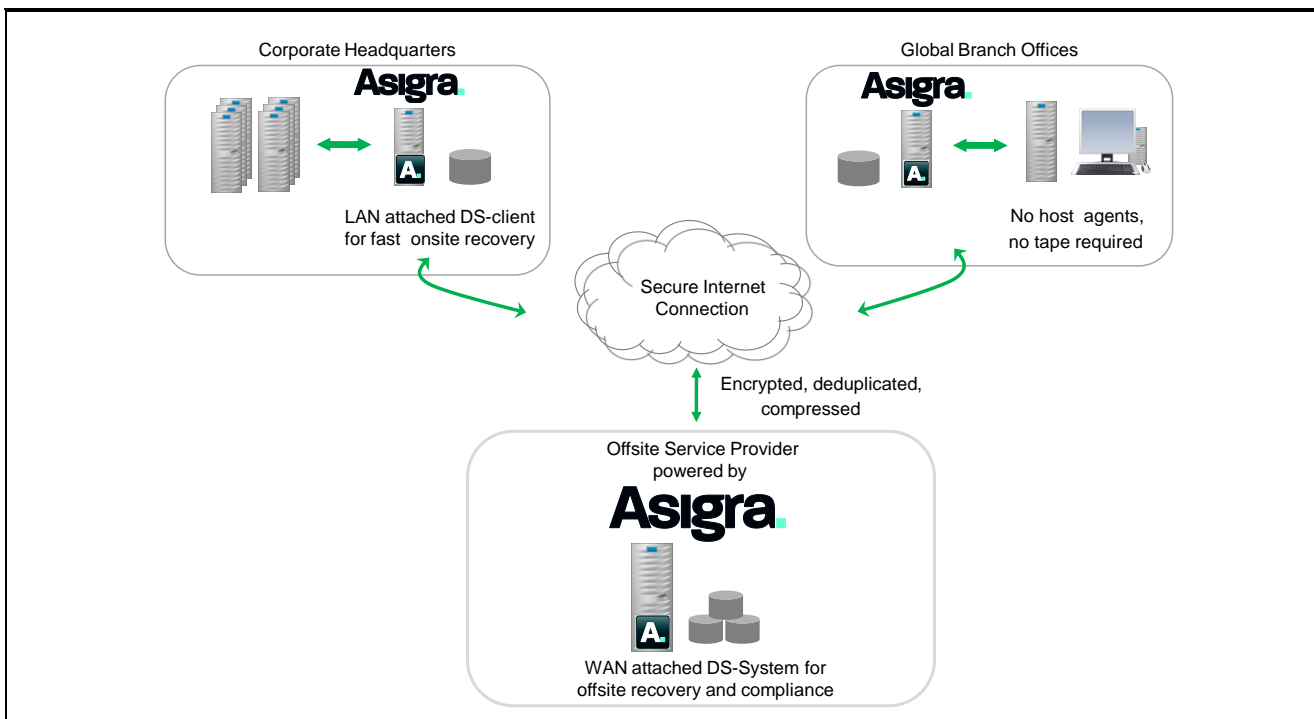 Corporate Headquarters
Asigra.
A.
LAN attached DS-client
for fast onsite recovery
Global Branch Offices
Asigra.
A.
No host agents,
no tape required
Secure Internet
Connection
Encrypted, deduplicated,
compressed
Offsite Service Provider
powered by
Asigra.
A.
WAN attached DS-System for
offsite recovery and compliance